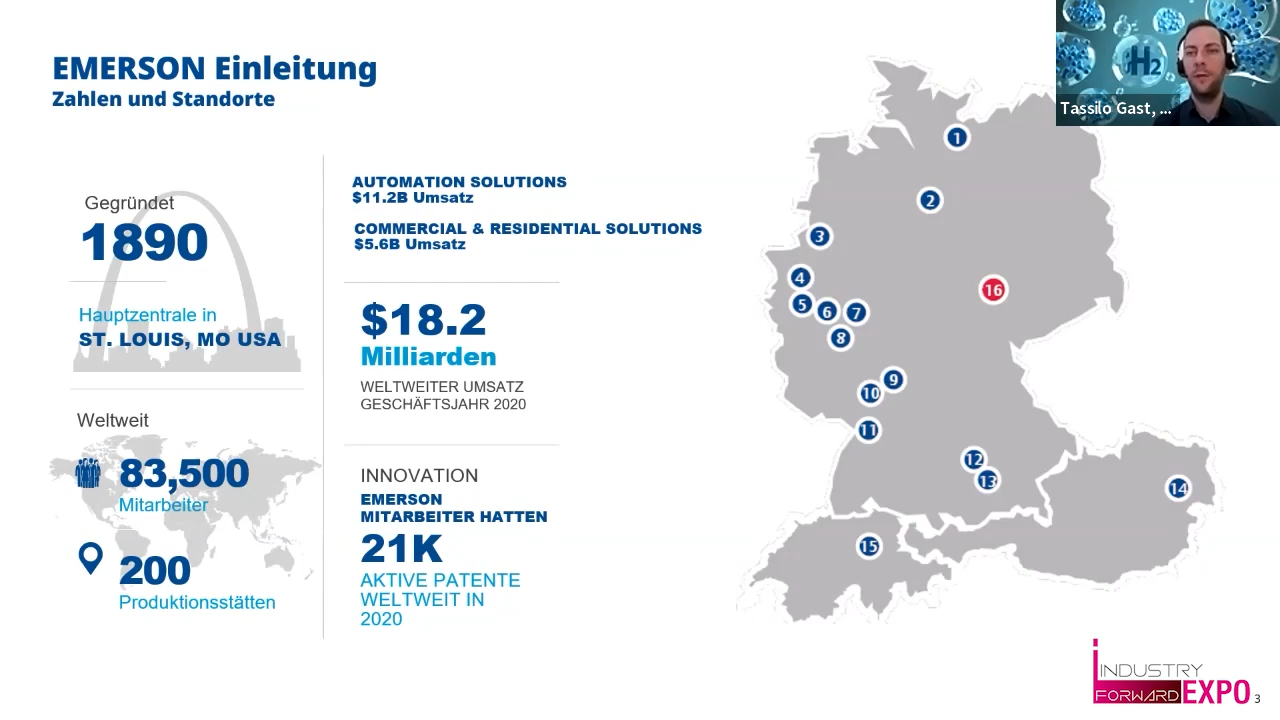 EMERSON Einleitung
Zahlen und Standorte
Gegründet
1890
Hauptzentrale in
ST. LOUIS, MO USA
Weltweit
83,500
Mitarbeiter
200
Produktionsstätten
AUTOMATION SOLUTIONS
$11.2B Umsatz
COMMERCIAL & RESIDENTIAL SOLUTIONS
$5.6B Umsatz
$18.2
Milliarden
WELTWEITER UMSATZ
GESCHÄFTSJAHR 2020
INNOVATION
EMERSON
MITARBEITER HATTEN
21K
AKTIVE PATENTE
WELTWEIT IN
2020
1
2
3
4
5
6
7
8
9
10
11
12
13
14
15
16
H2
Tassilo Gast, ...
INDUSTRY
FORWARD EXPO
3